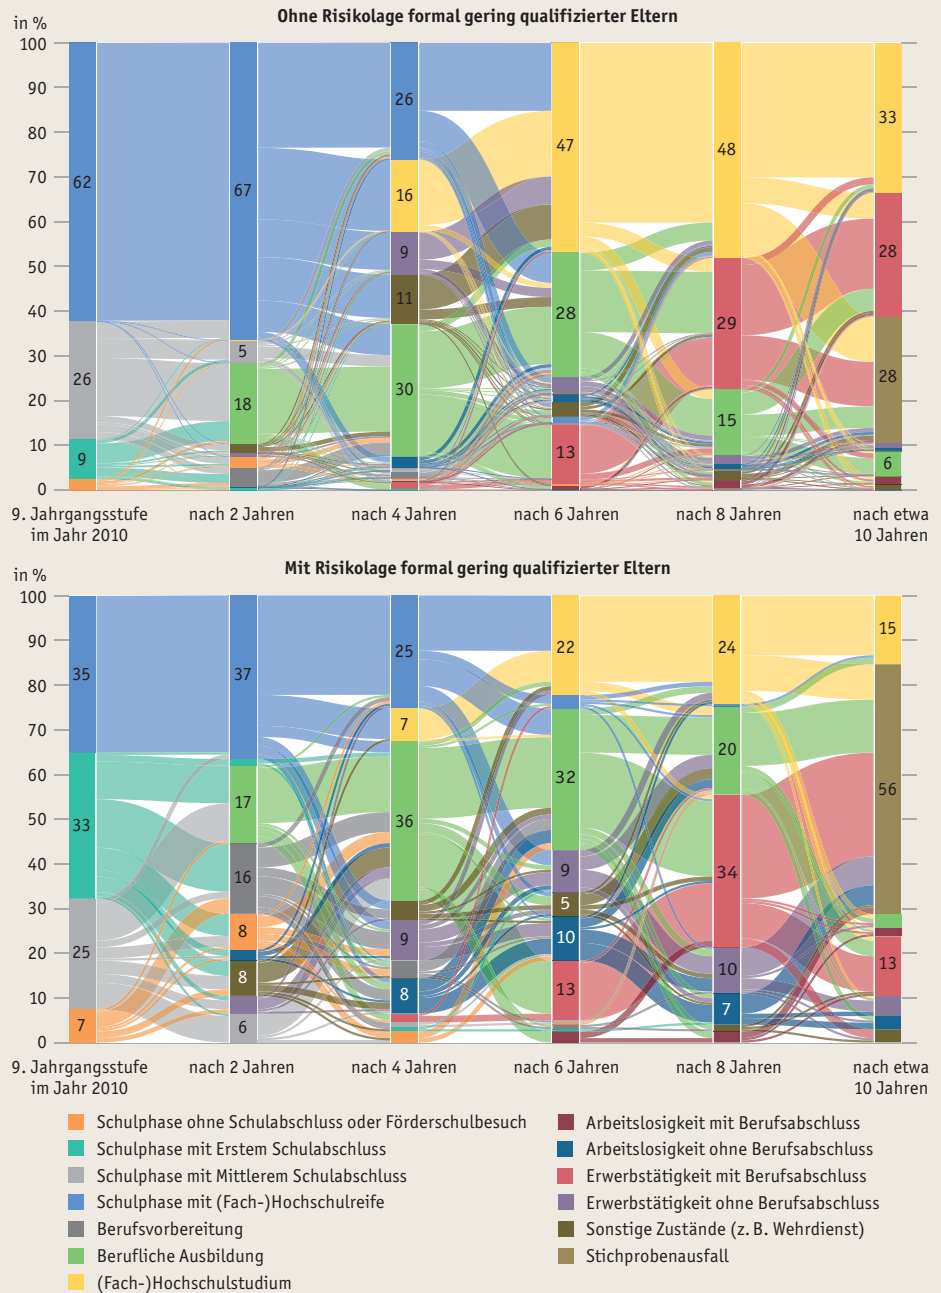 Ohne Risikolage formal gering qualifizierter Eltern
in %
100
90
80
70
60
50
40
30
20
10
0
62
26
9
67
5
18
26
16
9
11
30
47
28
13
48
29
15
33
28
28
6
9. Jahrgangsstufe
im Jahr 2010
nach 2 Jahren
nach 4 Jahren
nach 6 Jahren
nach 8 Jahren
nach etwa
10 Jahren
Mit Risikolage formal gering qualifizierter Eltern
in %
100
90
80
70
60
50
40
30
20
10
0
35
33
25
7
37
17
16
8
8
6
25
7
36
9
8
22
32
9
5
10
13
24
20
34
10
7
15
56
13
9. Jahrgangsstufe
im Jahr 2010
nach 2 Jahren
nach 4 Jahren
nach 6 Jahren
nach 8 Jahren
nach etwa
10 Jahren
Schulphase ohne Schulabschluss oder Förderschulbesuch
Schulphase mit Erstem Schulabschluss
Schulphase mit Mittlerem Schulabschluss
Schulphase mit (Fach-)Hochschulreife
Berufsvorbereitung
Berufliche Ausbildung
(Fach-)Hochschulstudium
Arbeitslosigkeit mit Berufsabschluss
Arbeitslosigkeit ohne Berufsabschluss
Erwerbstätigkeit mit Berufsabschluss
Erwerbstätigkeit ohne Berufsabschluss
Sonstige Zustände (z. B. Wehrdienst)
Stichprobenausfall